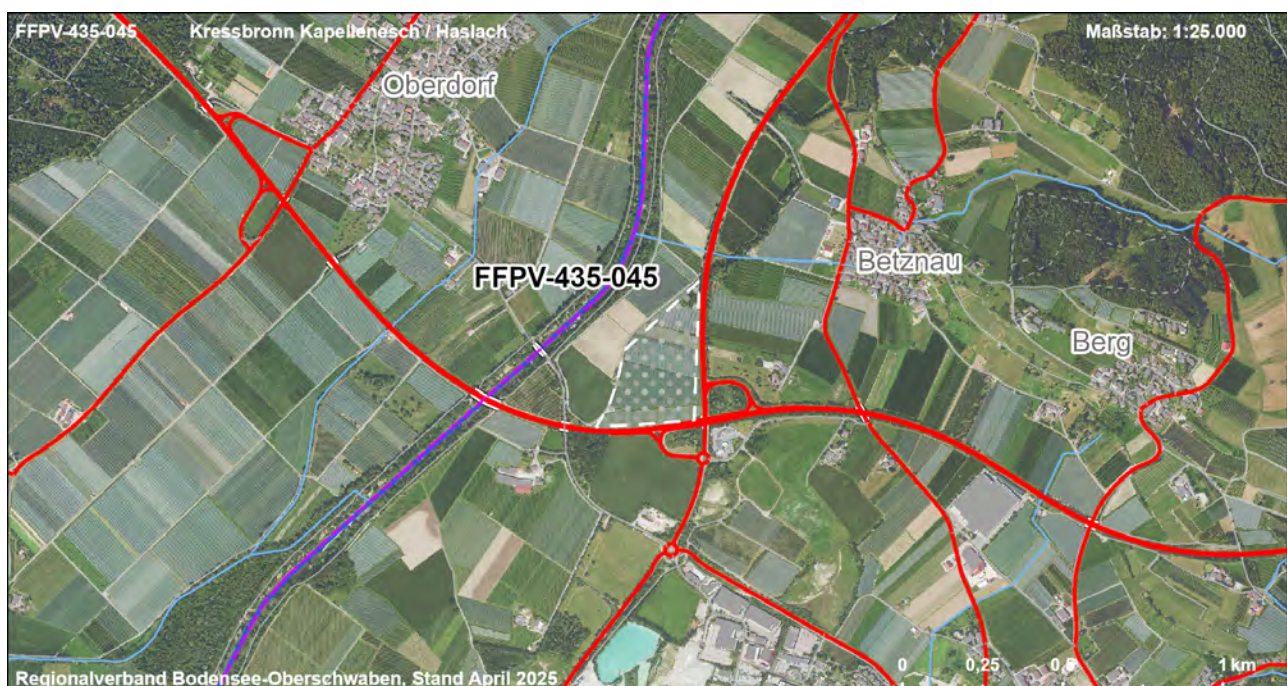 FFPV-435-045 Kressbronn Kapellenesch / Haslach Maßstab: 1:25.000
Oberdorf
FFPV-435-045
Betznau
Berg
0 0,25 0,5 1 km
Regionalverband Bodensee-Oberschwaben, Stand April 2025